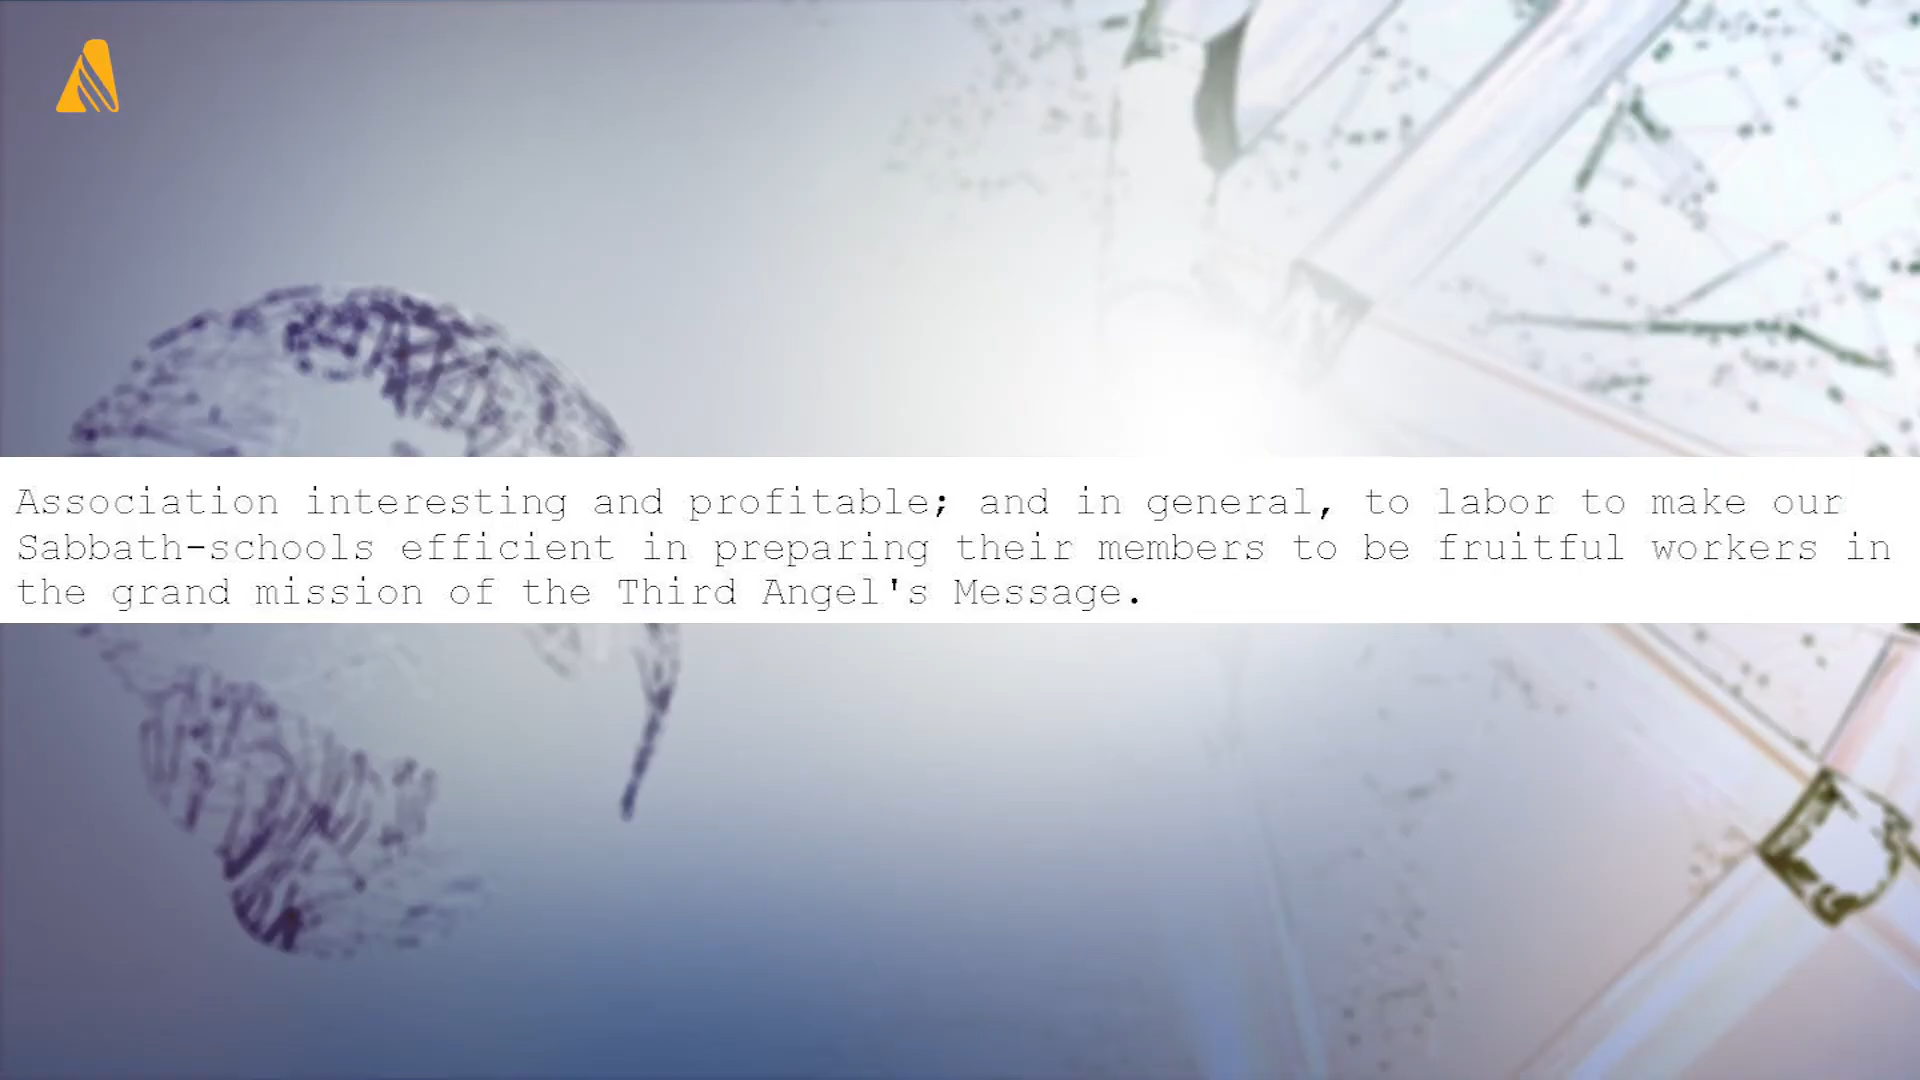 Association interesting and profitable; and in general, to labor to make our
Sabbath-schools efficient in preparing their members to be fruitful workers in
the grand mission of the Third Angel's Message.